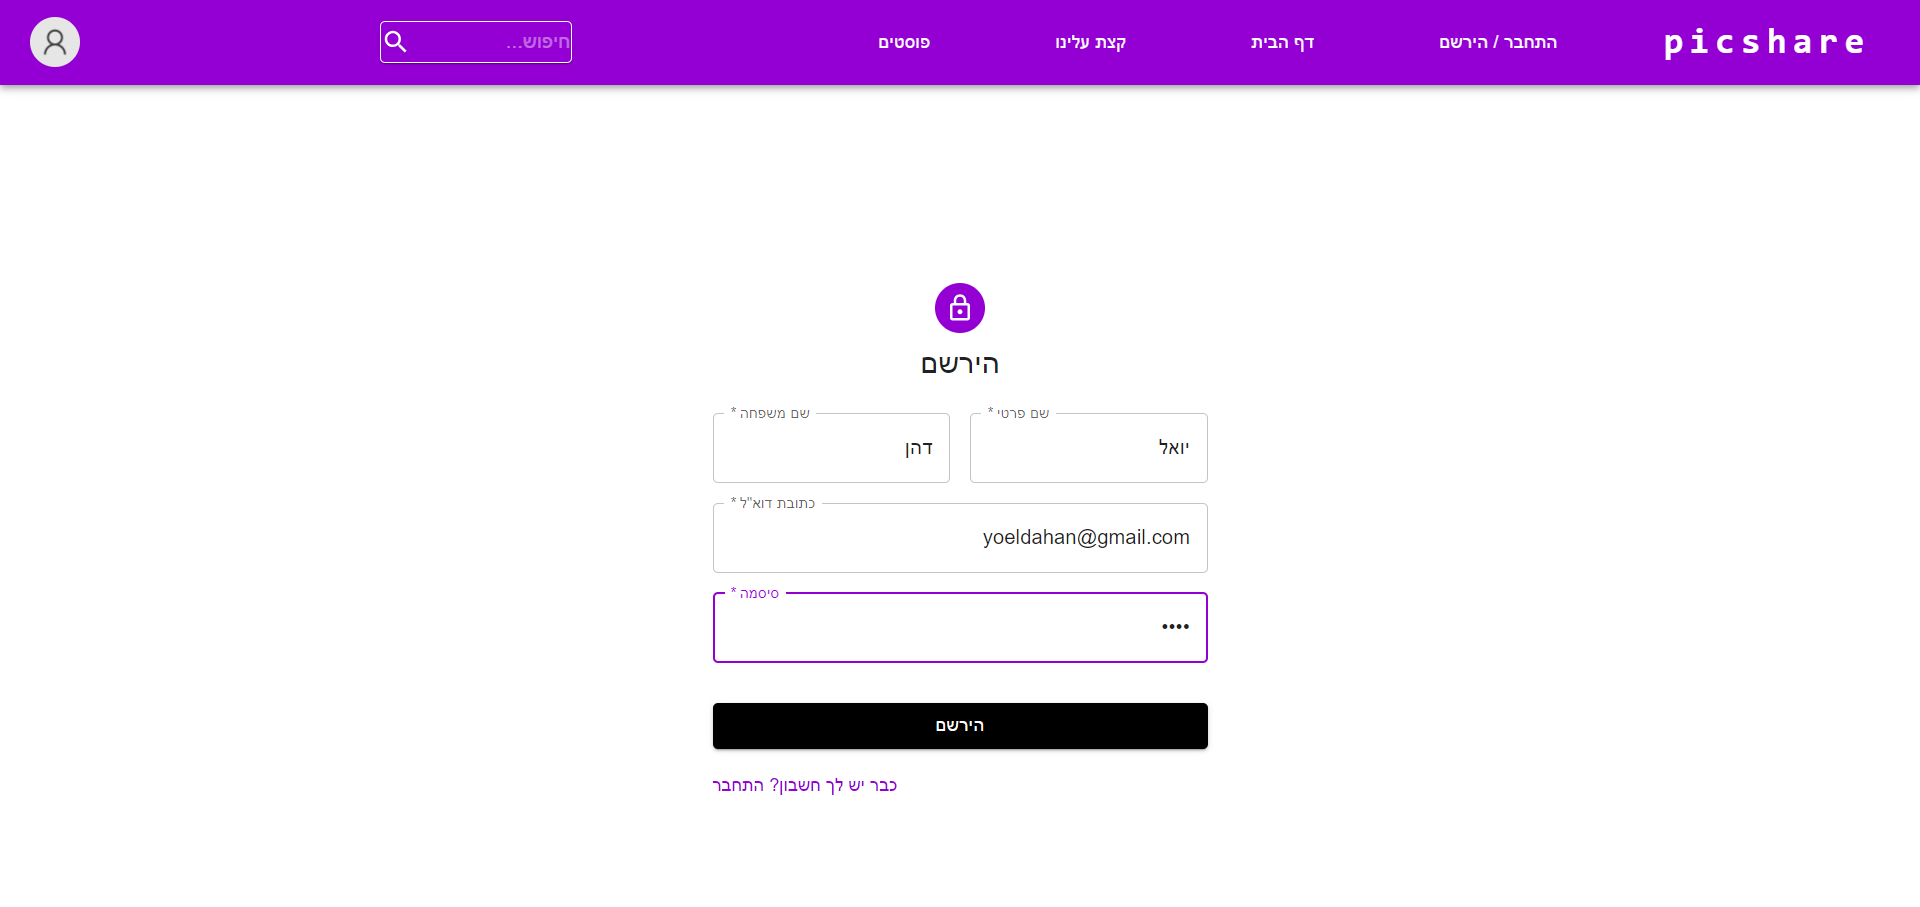 picshare
התחבר / הירשם
דף הבית
קצת עלינו
פוסטים
חיפוש...
הירשם
שם פרטי *
יואל
שם משפחה *
דהן
כתובת דוא"ל *
yoeldahan@gmail.com
סיסמה *
••••
הירשם
כבר יש לך חשבון? התחבר